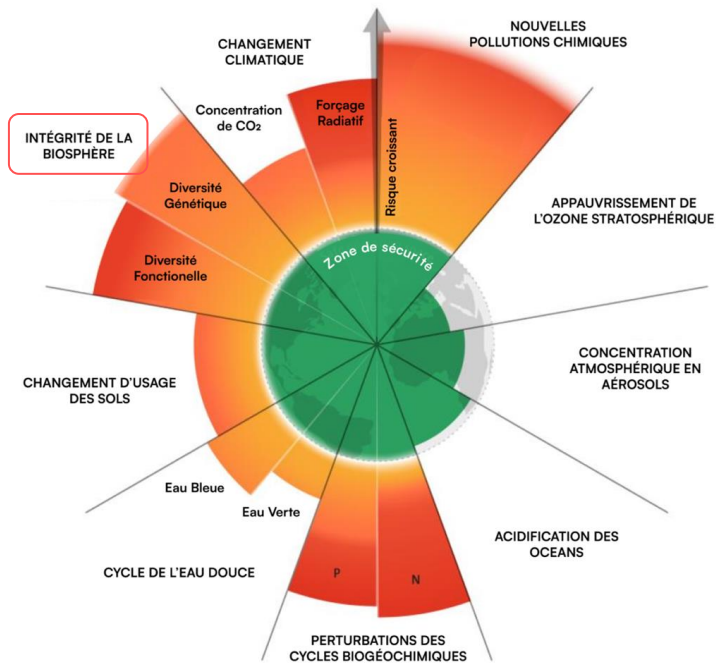 NOUVELLES
POLLUTIONS CHIMIQUES
CHANGEMENT
CLIMATIQUE
Concentration
de CO₂
Forçage
Radiatif
Risque croissant
INTÉGRITÉ DE LA
BIOSPHÈRE
Diversité
Génétique
Diversité
Fonctionelle
Zone de sécurité
APPAUVRISSEMENT DE
L'OZONE STRATOSPHÉRIQUE
CONCENTRATION
ATMOSPHÉRIQUE EN
AÉROSOLS
CHANGEMENT D'USAGE
DES SOLS
Eau Bleue
Eau Verte
ACIDIFICATION DES
OCEANS
CYCLE DE L'EAU DOUCE
P
N
PERTURBATIONS DES
CYCLES BIOGÉOCHIMIQUES